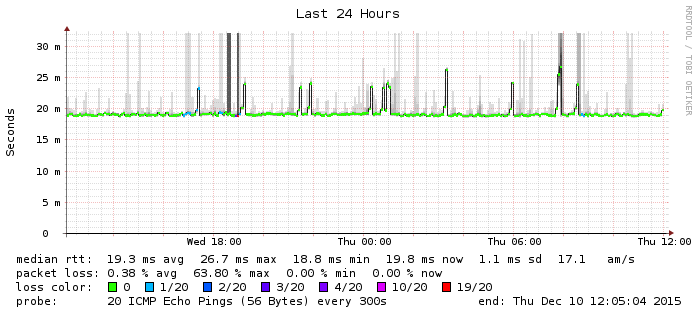 Last 24 Hours
RRDTOOL / TOBI OETIKER
Seconds
30 m
25 m
20 m
15 m
10 m
5 m
0
Wed 18:00 Thu 00:00 Thu 06:00 Thu 12:00
median rtt: 19.3 ms avg 26.7 ms max 18.8 ms min 19.8 ms now 1.1 ms sd 17.1 am/s
packet loss: 0.38 % avg 63.80 % max 0.00 % min 0.00 % now
loss color: 0 1/20 2/20 3/20 4/20 10/20 19/20
probe: 20 ICMP Echo Pings (56 Bytes) every 300s end: Thu Dec 10 12:05:04 2015